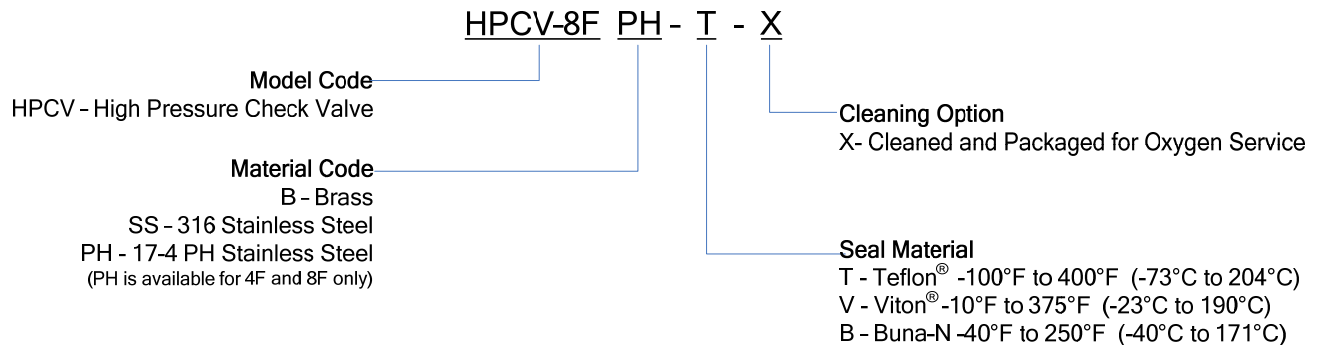 HPCV-8F PH - T - X
Model Code
HPCV – High Pressure Check Valve
Material Code
B – Brass
SS – 316 Stainless Steel
PH - 17-4 PH Stainless Steel
(PH is available for 4F and 8F only)
Cleaning Option
X- Cleaned and Packaged for Oxygen Service
Seal Material
T - Teflon® -100°F to 400°F (-73°C to 204°C)
V – Viton® -10°F to 375°F (-23°C to 190°C)
B – Buna-N -40°F to 250°F (-40°C to 171°C)